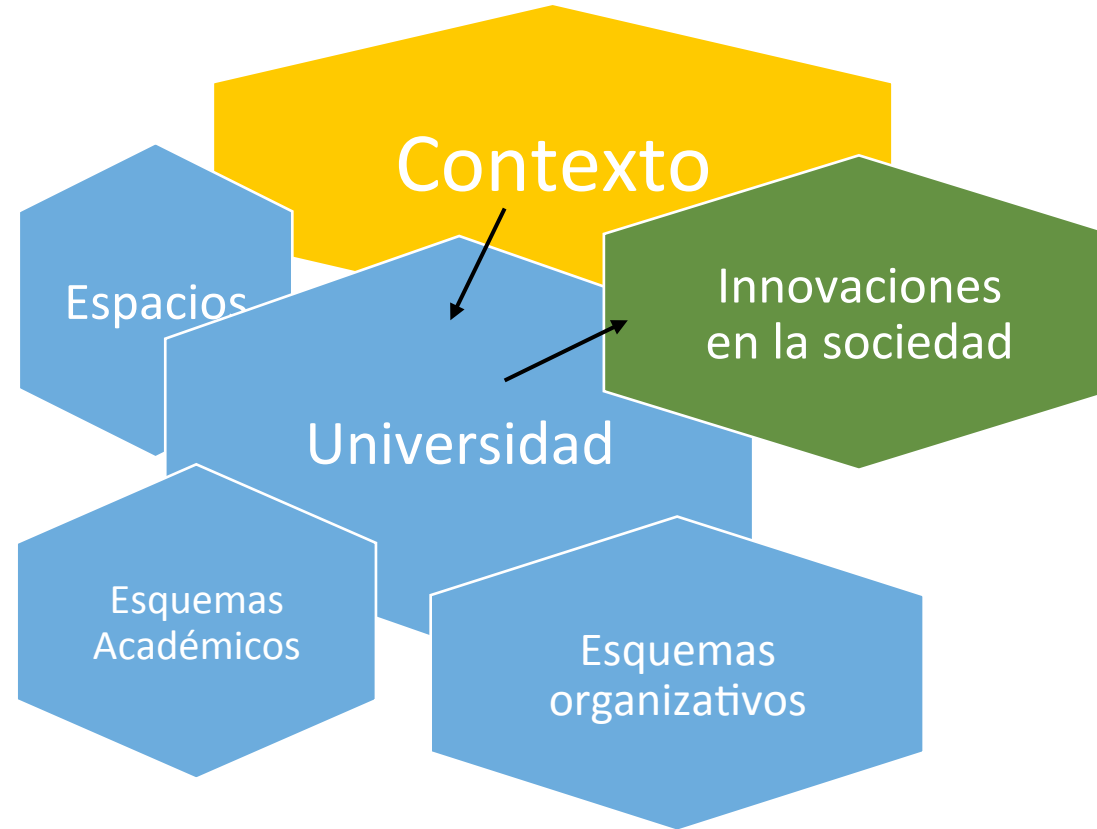 Contexto
Innovaciones
en la sociedad
Espacios
Universidad
Esquemas
Académicos
Esquemas
organizativos